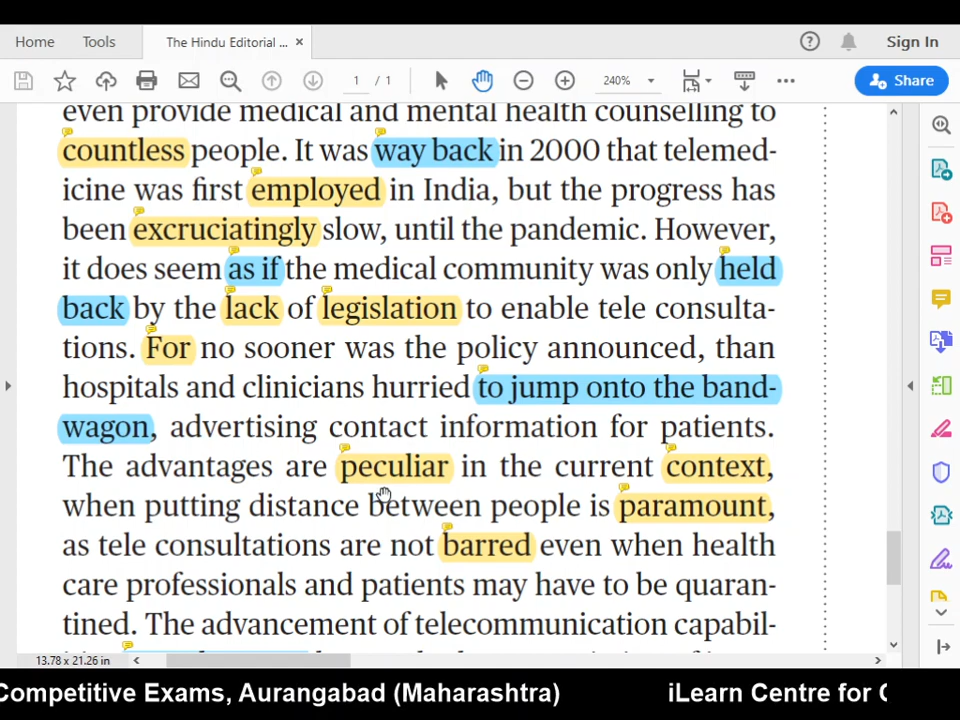 Home Tools The Hindu Editorial ... × Sign In
1 / 1 240% Share
even provide medical and mental health counselling to
countless people. It was way back in 2000 that telemed-
icine was first employed in India, but the progress has
been excruciatingly slow, until the pandemic. However,
it does seem as if the medical community was only held
back by the lack of legislation to enable tele consulta-
tions. For no sooner was the policy announced, than
hospitals and clinicians hurried to jump onto the band-
wagon, advertising contact information for patients.
The advantages are peculiar in the current context,
when putting distance between people is paramount,
as tele consultations are not barred even when health
care professionals and patients may have to be quaran-
tined. The advancement of telecommunication capabil-
13.78 x 21.26 in
Competitive Exams, Aurangabad (Maharashtra) iLearn Centre for